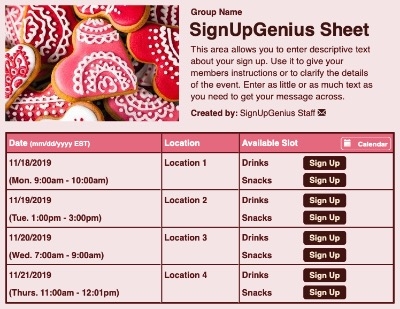 Group Name
SignUpGenius Sheet
This area allows you to enter descriptive text
about your sign up. Use it to give your
members instructions or to clarify the details
of the event. Enter as little or as much text as
you need to get your message across.
Created by: SignUpGenius Staff
Date (mm/dd/yyyy EST) Location Available Slot Calendar
11/18/2019 Location 1 Drinks Sign Up
(Mon. 9:00am - 10:00am) Snacks Sign Up
11/19/2019 Location 2 Drinks Sign Up
(Tue. 1:00pm - 3:00pm) Snacks Sign Up
11/20/2019 Location 3 Drinks Sign Up
(Wed. 7:00am - 9:00am) Snacks Sign Up
11/21/2019 Location 4 Drinks Sign Up
(Thurs. 11:00am - 12:01pm) Snacks Sign Up